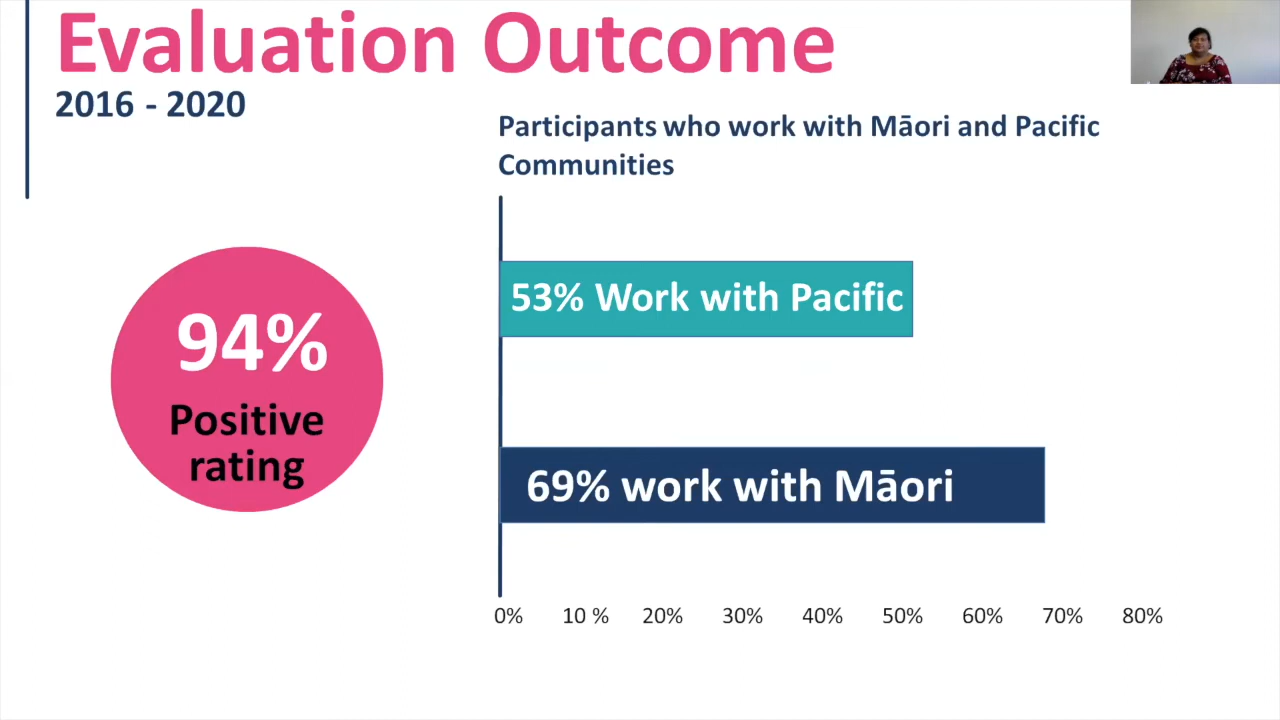 Evaluation Outcome
2016 - 2020
Participants who work with Māori and Pacific
Communities
94%
Positive
rating
53% Work with Pacific
69% work with Māori
0% 10 % 20% 30% 40% 50% 60% 70% 80%